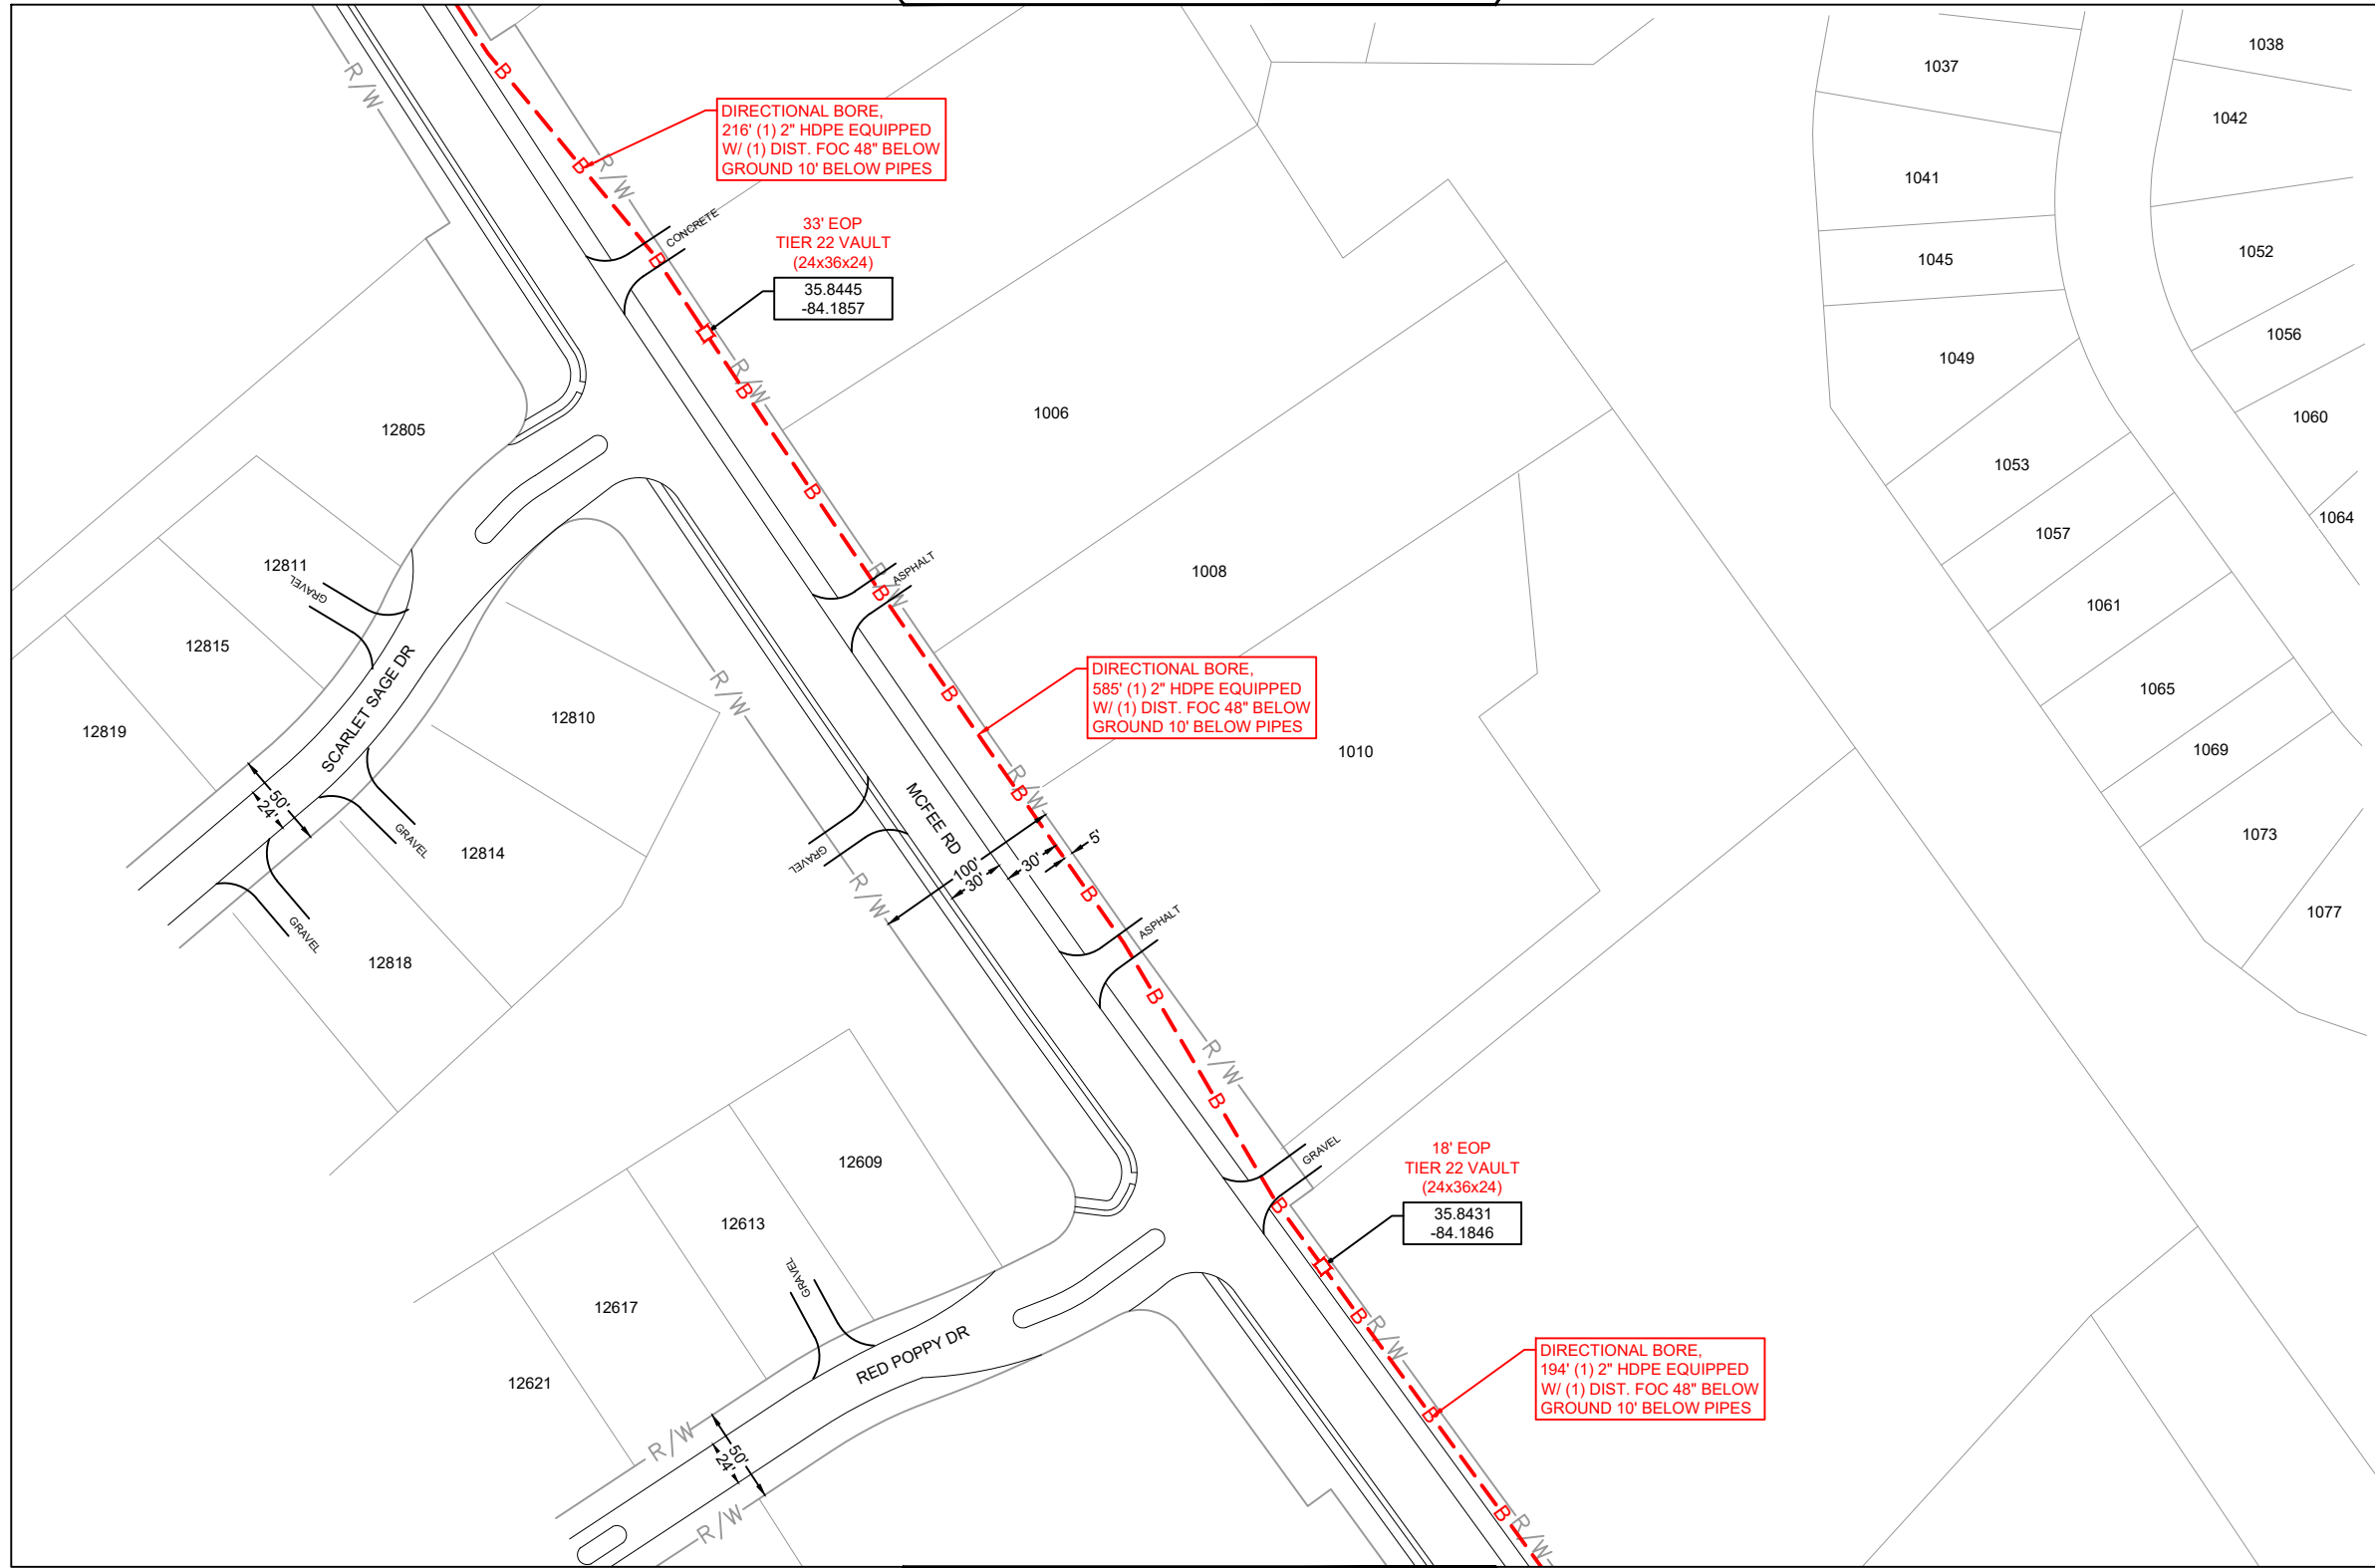 R/W
B
1037
1038
DIRECTIONAL BORE,
216' (1) 2" HDPE EQUIPPED
W/ (1) DIST. FOC 48" BELOW
GROUND 10' BELOW PIPES
1042
B
R/W
1041
CONCRETE
33' EOP
TIER 22 VAULT
(24x36x24)
B
1045
1052
35.8445
-84.1857
1056
1049
R/W
B
1006
1060
12805
1053
B
1064
1057
12811
GRAVEL
ASPHALT
R/W
B
1008
1061
12815
SCARLET SAGE DR
DIRECTIONAL BORE,
585' (1) 2" HDPE EQUIPPED
W/ (1) DIST. FOC 48" BELOW
GROUND 10' BELOW PIPES
R/W
B
1065
12810
12819
1010
1069
50'
24'
R/W
B
MCFEE RD
GRAVEL
12814
GRAVEL
5'
30'
100'
30'
1073
R/W
B
1077
GRAVEL
ASPHALT
12818
B
R/W
B
12609
GRAVEL
18' EOP
TIER 22 VAULT
(24x36x24)
B
35.8431
-84.1846
12613
GRAVEL
12617
B
R/W
RED POPPY DR
DIRECTIONAL BORE,
194' (1) 2" HDPE EQUIPPED
W/ (1) DIST. FOC 48" BELOW
GROUND 10' BELOW PIPES
12621
B
R/W
50'
24'
R/W
B
R/W